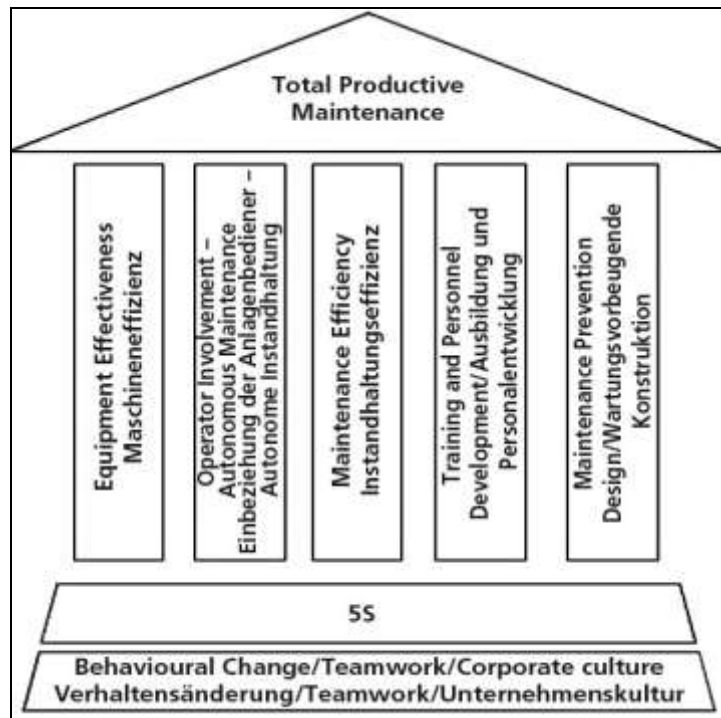 Total Productive
Maintenance
Equipment Effectiveness
Maschineneffizienz
Operator Involvement –
Autonomous Maintenance
Einbeziehung der Anlagenbediener –
Autonome Instandhaltung
Maintenance Efficiency
Instandhaltungseffizienz
Training and Personnel
Development/Ausbildung und
Personalentwicklung
Maintenance Prevention
Design/Wartungsvorbeugende
Konstruktion
5S
Behavioural Change/Teamwork/Corporate culture
Verhaltensänderung/Teamwork/Unternehmenskultur